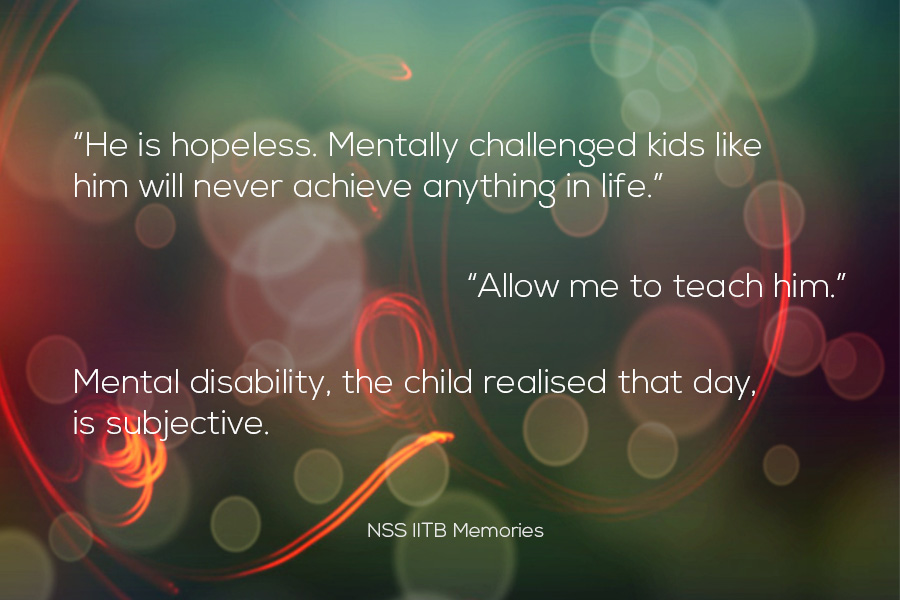 “He is hopeless. Mentally challenged kids like
him will never achieve anything in life.”
“Allow me to teach him.”
Mental disability, the child realised that day,
is subjective.
NSS IITB Memories